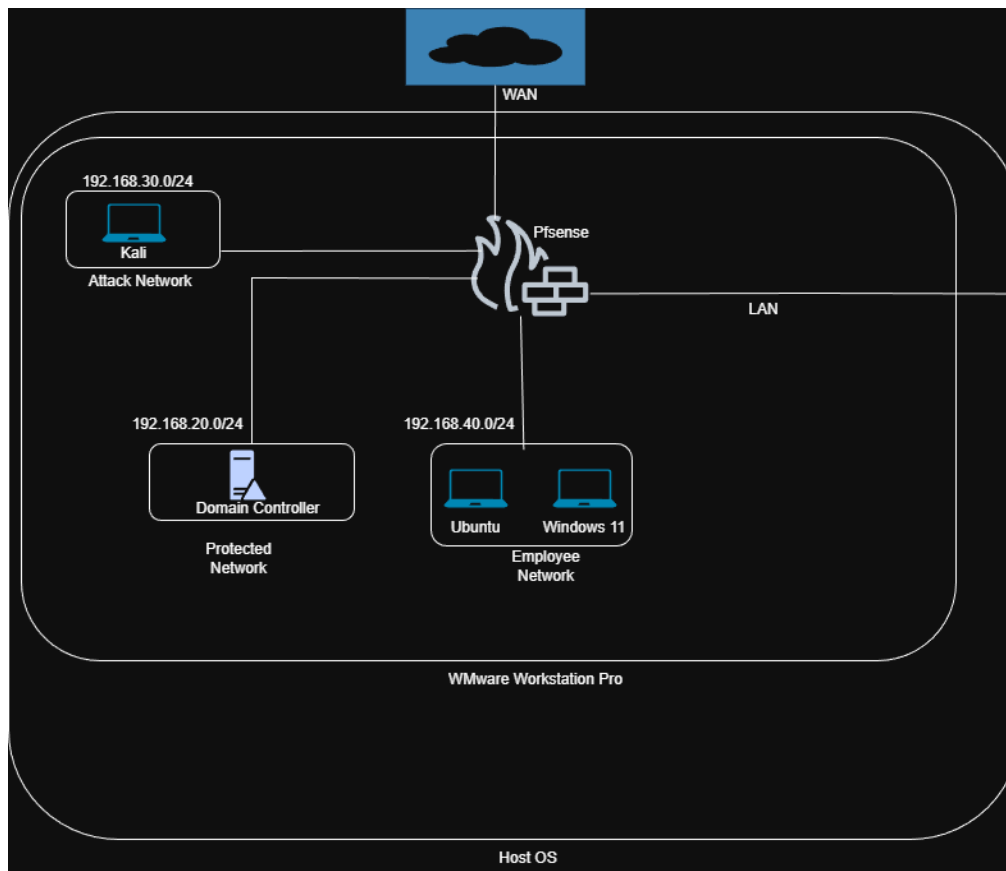 WAN
192.168.30.0/24
Kali
Attack Network
Pfsense
LAN
192.168.20.0/24
Domain Controller
Protected
Network
192.168.40.0/24
Ubuntu
Windows 11
Employee
Network
WMware Workstation Pro
Host OS